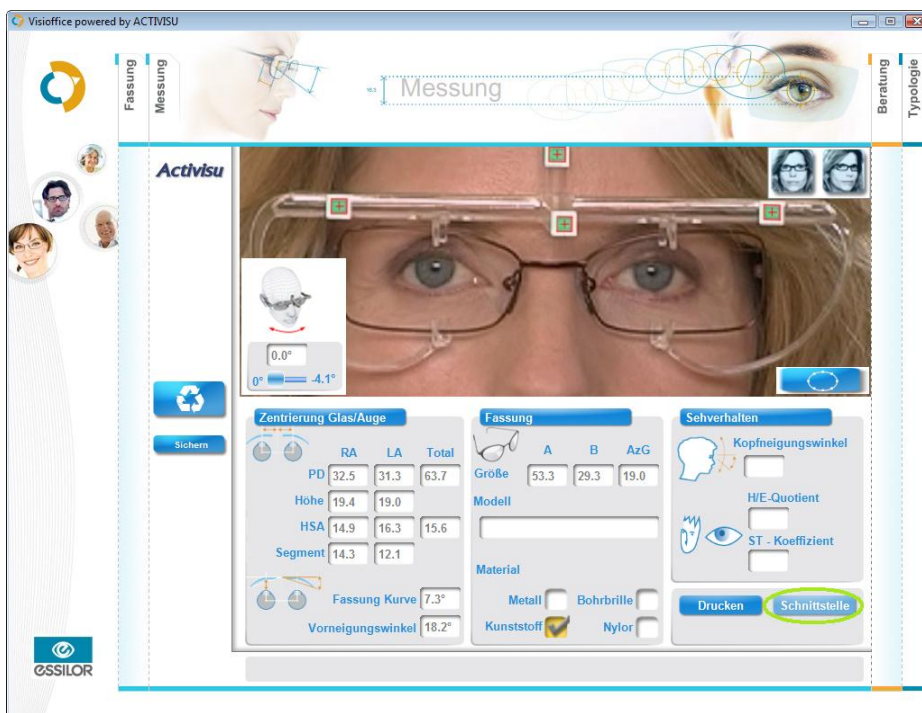 Visioffice powered by ACTIVISU
Fassung
Messung
16.5
Messung
Beratung
Typologie
Activisu
0.0°
0° -4.1°
Sichern
Zentrierung Glas/Auge
RA LA Total
PD 32.5 31.3 63.7
Höhe 19.4 19.0
HSA 14.9 16.3 15.6
Segment 14.3 12.1
Fassung Kurve 7.3°
Vorneigungswinkel 18.2°
Fassung
A B AzG
Größe 53.3 29.3 19.0
Modell
Material
Metall Bohrbrille
Kunststoff Nylor
Sehverhalten
Kopfneigungswinkel
H/E-Quotient
ST - Koeffizient
Drucken Schnittstelle
essilor